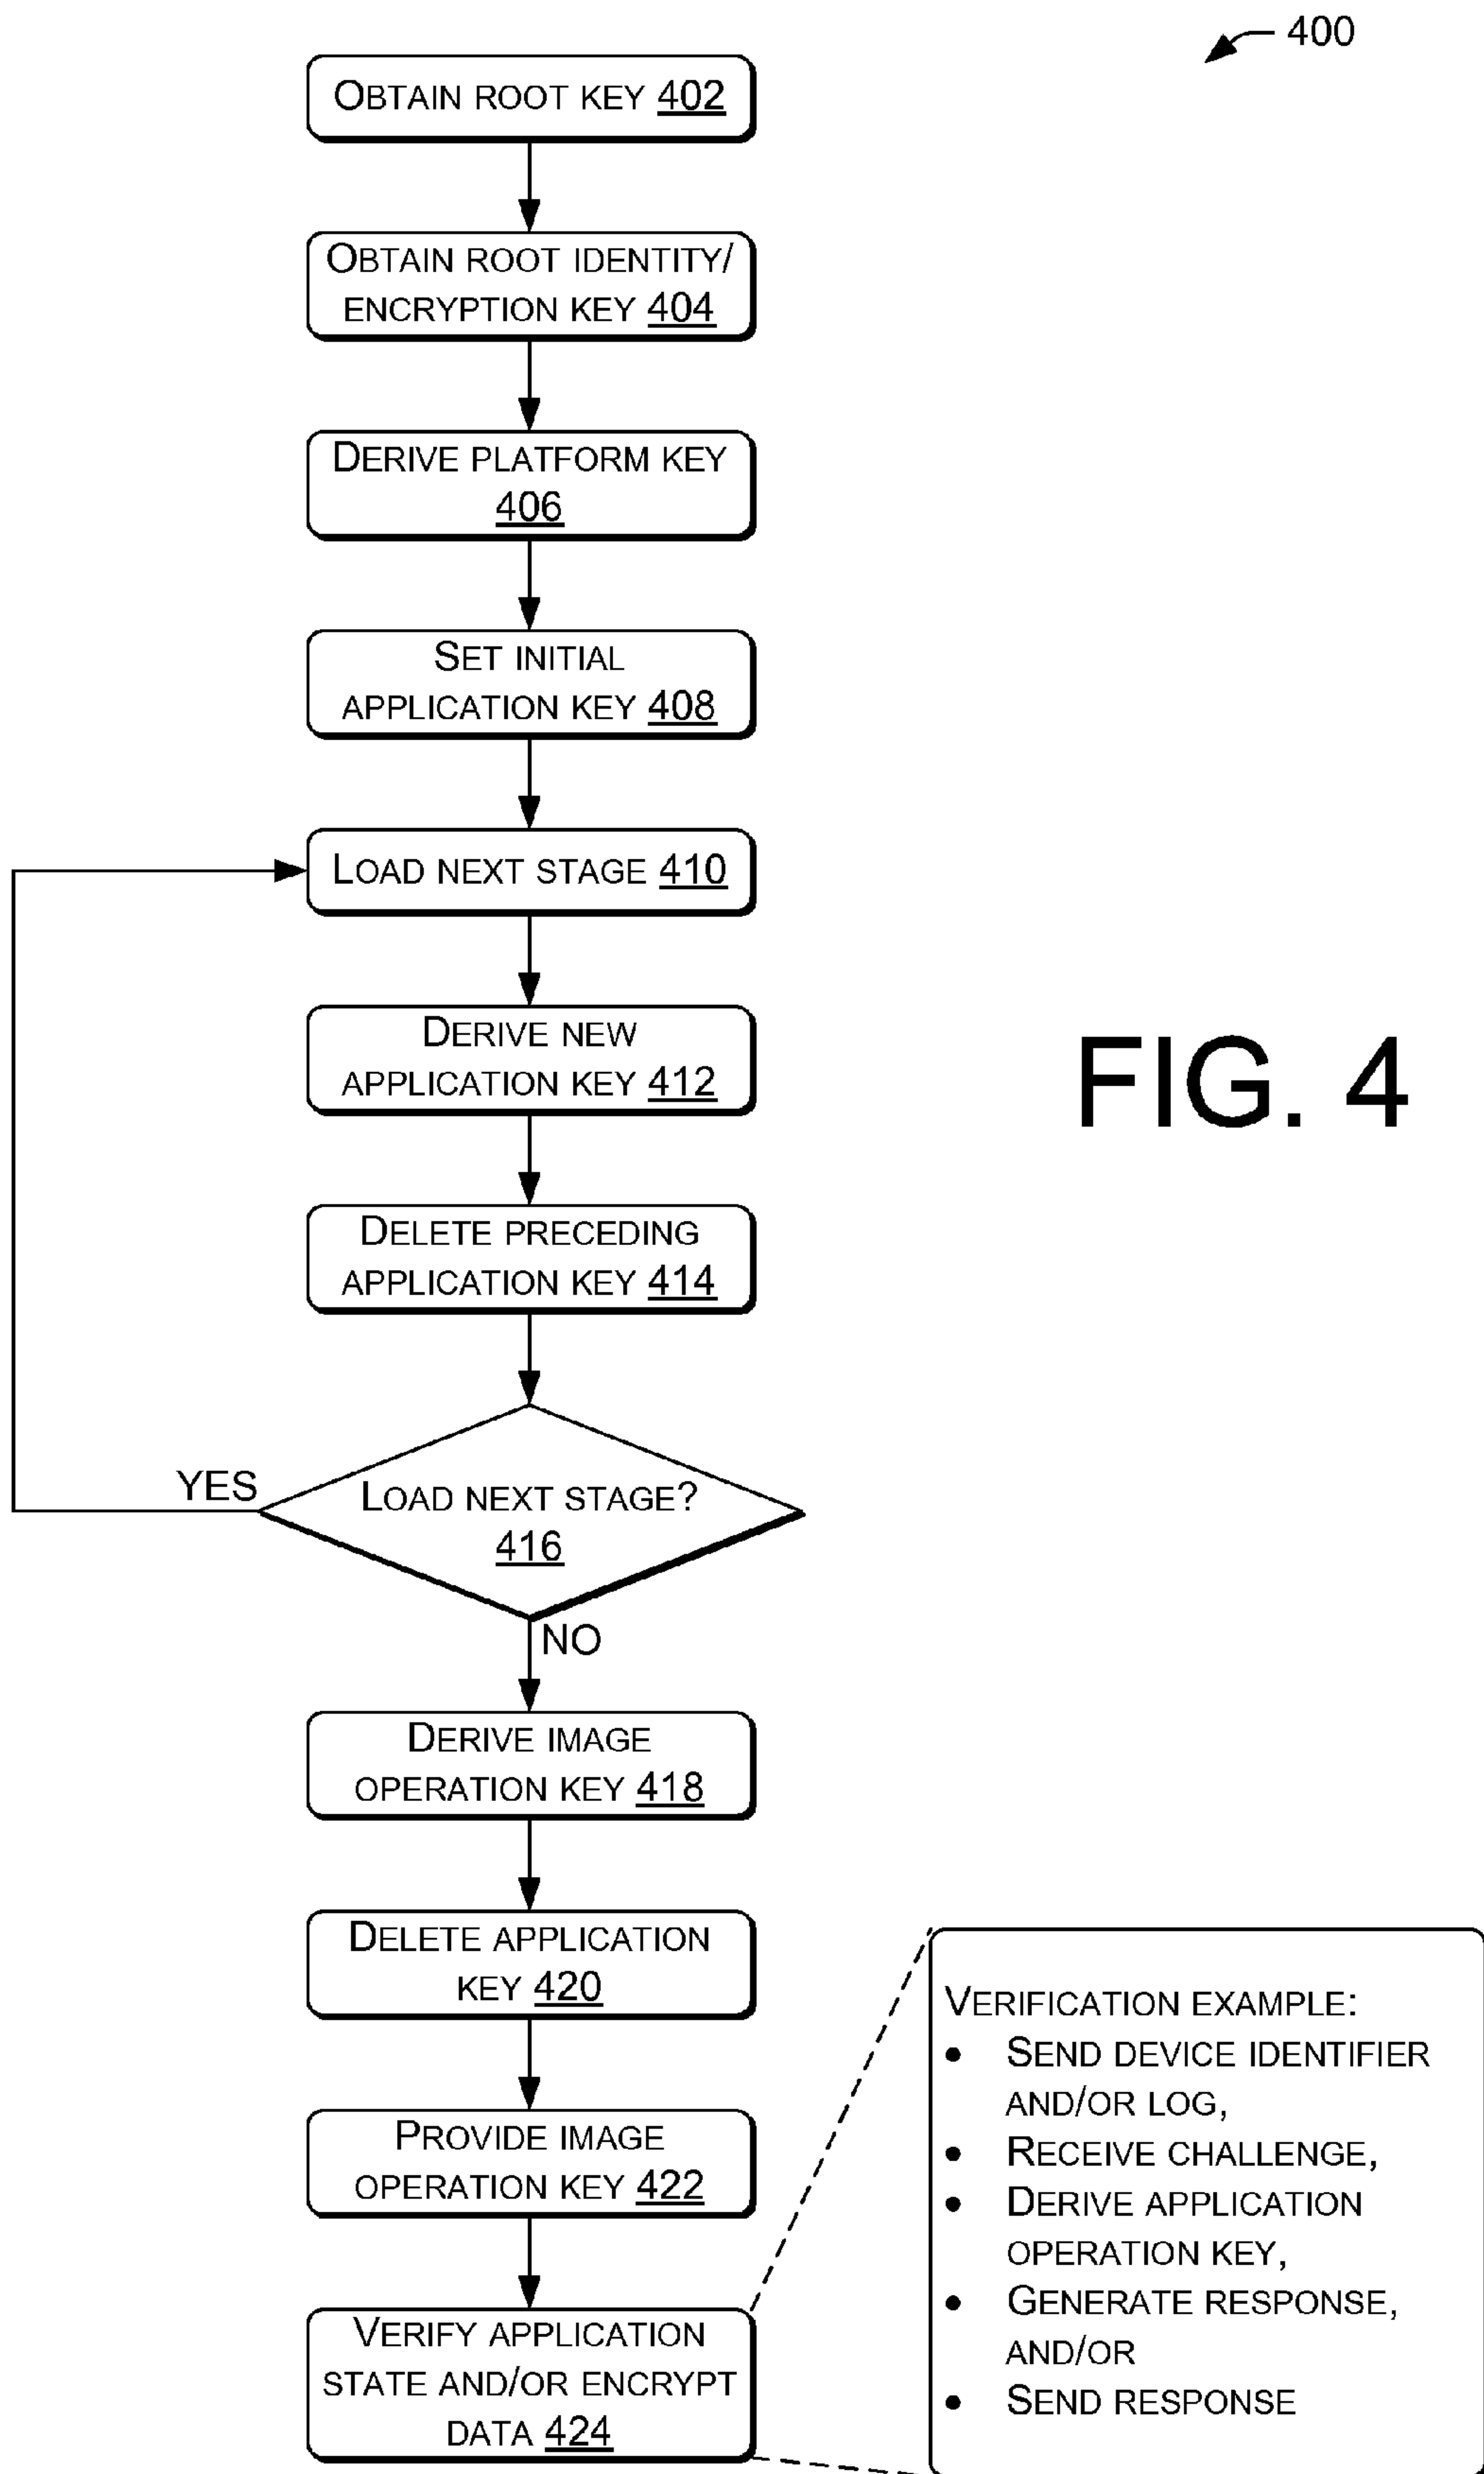 400
OBTAIN ROOT KEY 402
OBTAIN ROOT IDENTITY/
ENCRYPTION KEY 404
DERIVE PLATFORM KEY
406
SET INITIAL
APPLICATION KEY 408
LOAD NEXT STAGE 410
DERIVE NEW
APPLICATION KEY 412
FIG. 4
DELETE PRECEDING
APPLICATION KEY 414
YES
LOAD NEXT STAGE?
416
NO
DERIVE IMAGE
OPERATION KEY 418
DELETE APPLICATION
KEY 420
PROVIDE IMAGE
OPERATION KEY 422
VERIFY APPLICATION
STATE AND/OR ENCRYPT
DATA 424
VERIFICATION EXAMPLE:
• SEND DEVICE IDENTIFIER
AND/OR LOG,
• RECEIVE CHALLENGE,
• DERIVE APPLICATION
OPERATION KEY,
• GENERATE RESPONSE,
AND/OR
• SEND RESPONSE